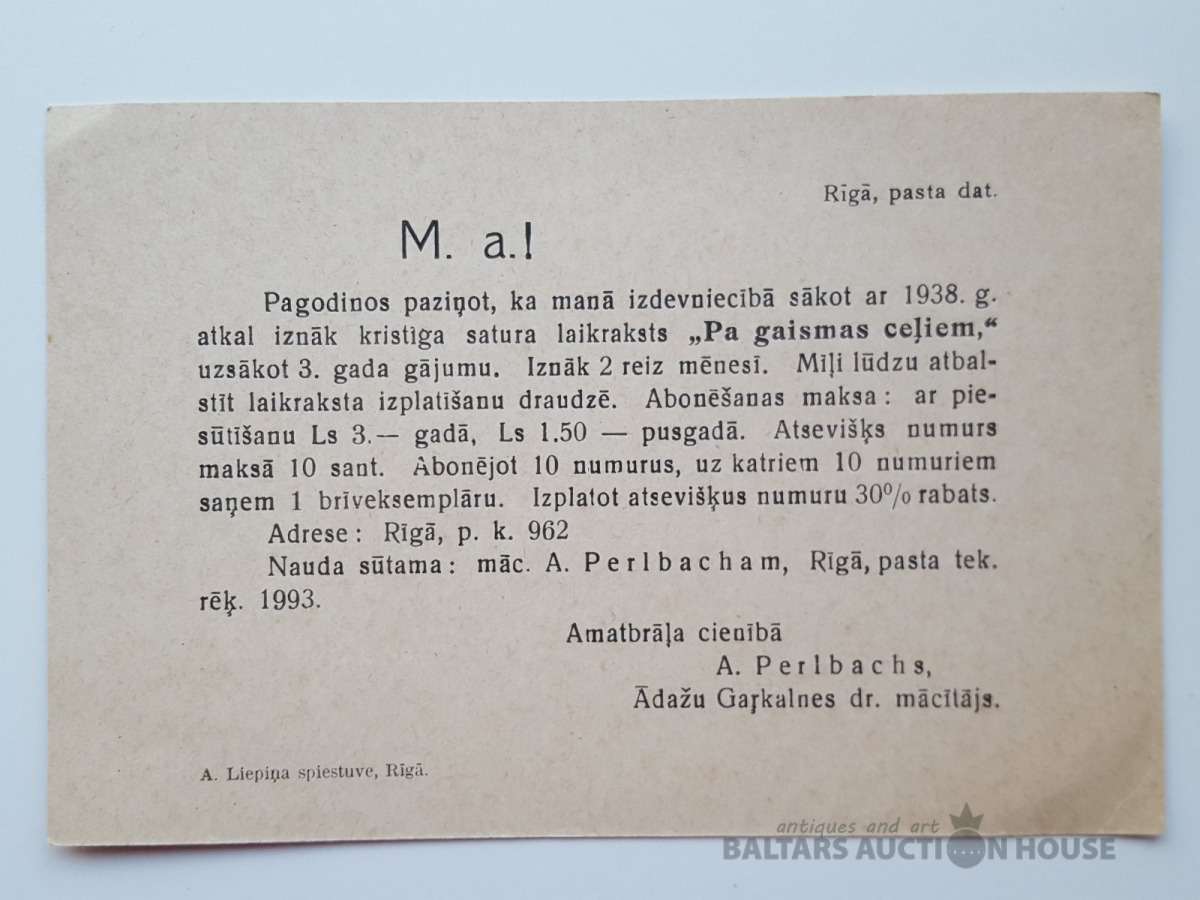 Rīgā, pasta dat.
M. a.!
Pagodinos paziņot, ka manā izdevniecībā sākot ar 1938. g.
atkal iznāk kristīga satura laikraksts „Pa gaismas ceļiem,“
uzsākot 3. gada gājumu. Iznāk 2 reiz mēnesī. Mīļi lūdzu atbal-
stīt laikraksta izplatīšanu draudzē. Abonēšanas maksa: ar pie-
sūtīšanu Ls 3.— gadā, Ls 1.50 — pusgadā. Atsevišķs numurs
maksā 10 sant. Abonējot 10 numurus, uz katriem 10 numuriem
saņem 1 brīveksemplāru. Izplatot atsevišķus numuru 30% rabats.
Adrese: Rīgā, p. k. 962
Nauda sūtama: māc. A. Perlbacham, Rīgā, pasta tek.
rēķ. 1993.
Amatbrāļa cienībā
A. Perlbachs,
Ādažu Gaŗkalnes dr. mācītājs.
A. Liepiņa spiestuve, Rīgā.
antiques and art
BALTARS AUCTION HOUSE